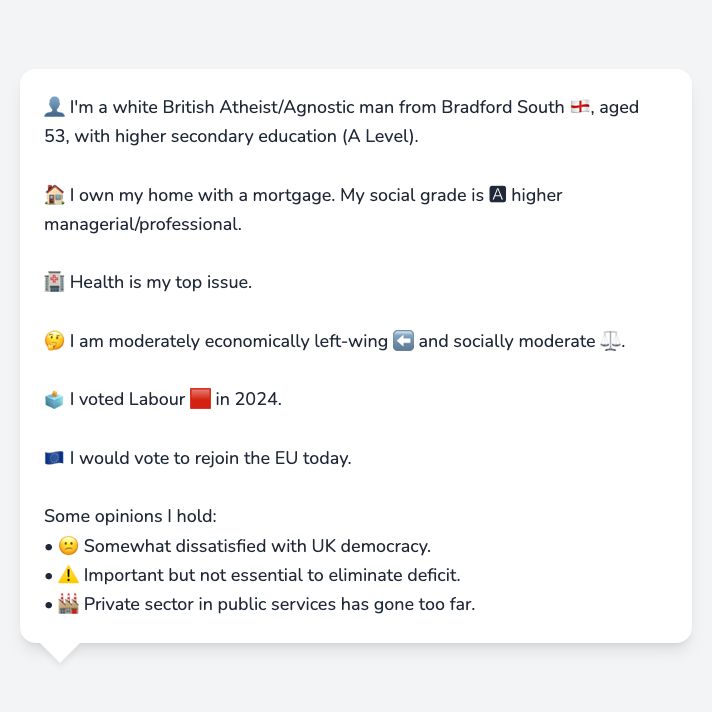 👤 I'm a white British Atheist/Agnostic man from Bradford South 🏴󠁧󠁢󠁥󠁮󠁧󠁿, aged
53, with higher secondary education (A Level).
🏠 I own my home with a mortgage. My social grade is 🅰 higher
managerial/professional.
🏥 Health is my top issue.
🤔 I am moderately economically left-wing ⬅️ and socially moderate ⚖️.
🗳️ I voted Labour 🟥 in 2024.
🇪🇺 I would vote to rejoin the EU today.
Some opinions I hold:
• 😕 Somewhat dissatisfied with UK democracy.
• ⚠️ Important but not essential to eliminate deficit.
• 🏭 Private sector in public services has gone too far.